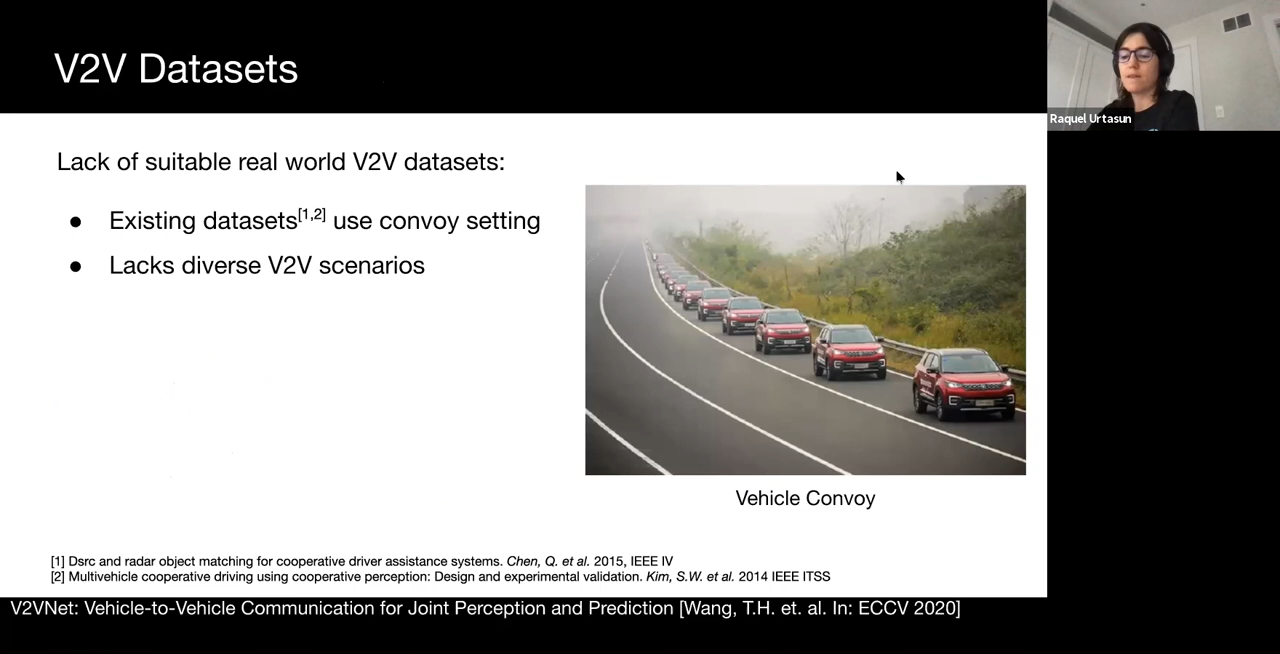 V2V Datasets
Raquel Urtasun
Lack of suitable real world V2V datasets:
● Existing datasets[1,2] use convoy setting
● Lacks diverse V2V scenarios
Vehicle Convoy
[1] Dsrc and radar object matching for cooperative driver assistance systems. Chen, Q. et al. 2015, IEEE IV
[2] Multivehicle cooperative driving using cooperative perception: Design and experimental validation. Kim, S.W. et al. 2014 IEEE ITSS
V2VNet: Vehicle-to-Vehicle Communication for Joint Perception and Prediction [Wang, T.H. et. al. In: ECCV 2020]